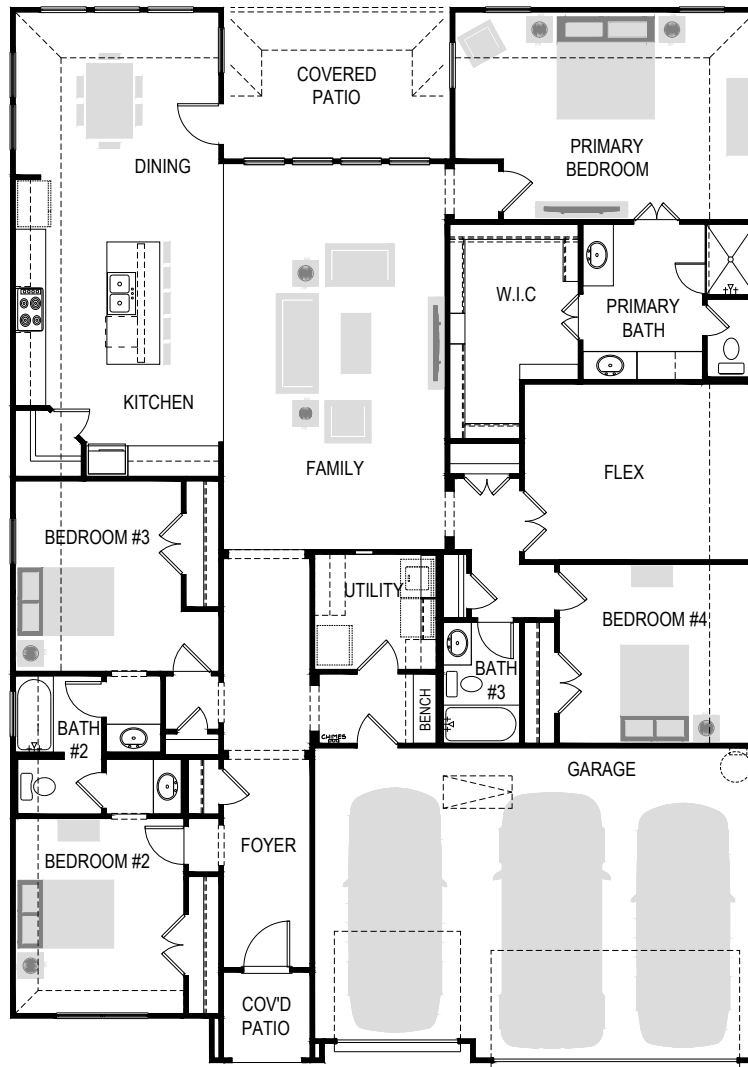 COVERED
PATIO
DINING
PRIMARY
BEDROOM
W.I.C
PRIMARY
BATH
KITCHEN
FAMILY
FLEX
BEDROOM #3
UTILITY
BEDROOM #4
BATH
#3
BENCH
BATH
#2
CHIMES
GARAGE
FOYER
BEDROOM #2
COV'D
PATIO